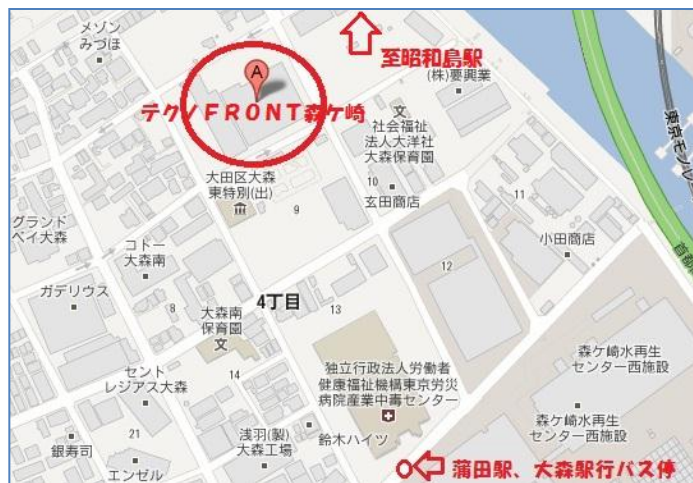 メゾン
みづほ
A
テクノFRONT森ケ崎
至昭和島駅
(株)要興業
文
社会福祉
法人大洋社
大森保育園
東京モノレ
首都
大田区大森
東特別(出)
10
玄田商店
11
9
グランド
ベイ大森
コトー
大森南
小田商店
12
ガデリウス
8
大森南
保育園
文
4丁目
13
14
独立行政法人労働者
健康福祉機構東京労災
病院産業中毒センター
森ケ崎水再生
センター西施設
セント
レジアス大森
21
銀寿司
エンゼル
浅羽(製)
大森工場
鈴木ハイツ
森ケ崎水再生
センター西施設
蒲田駅、大森駅行バス停